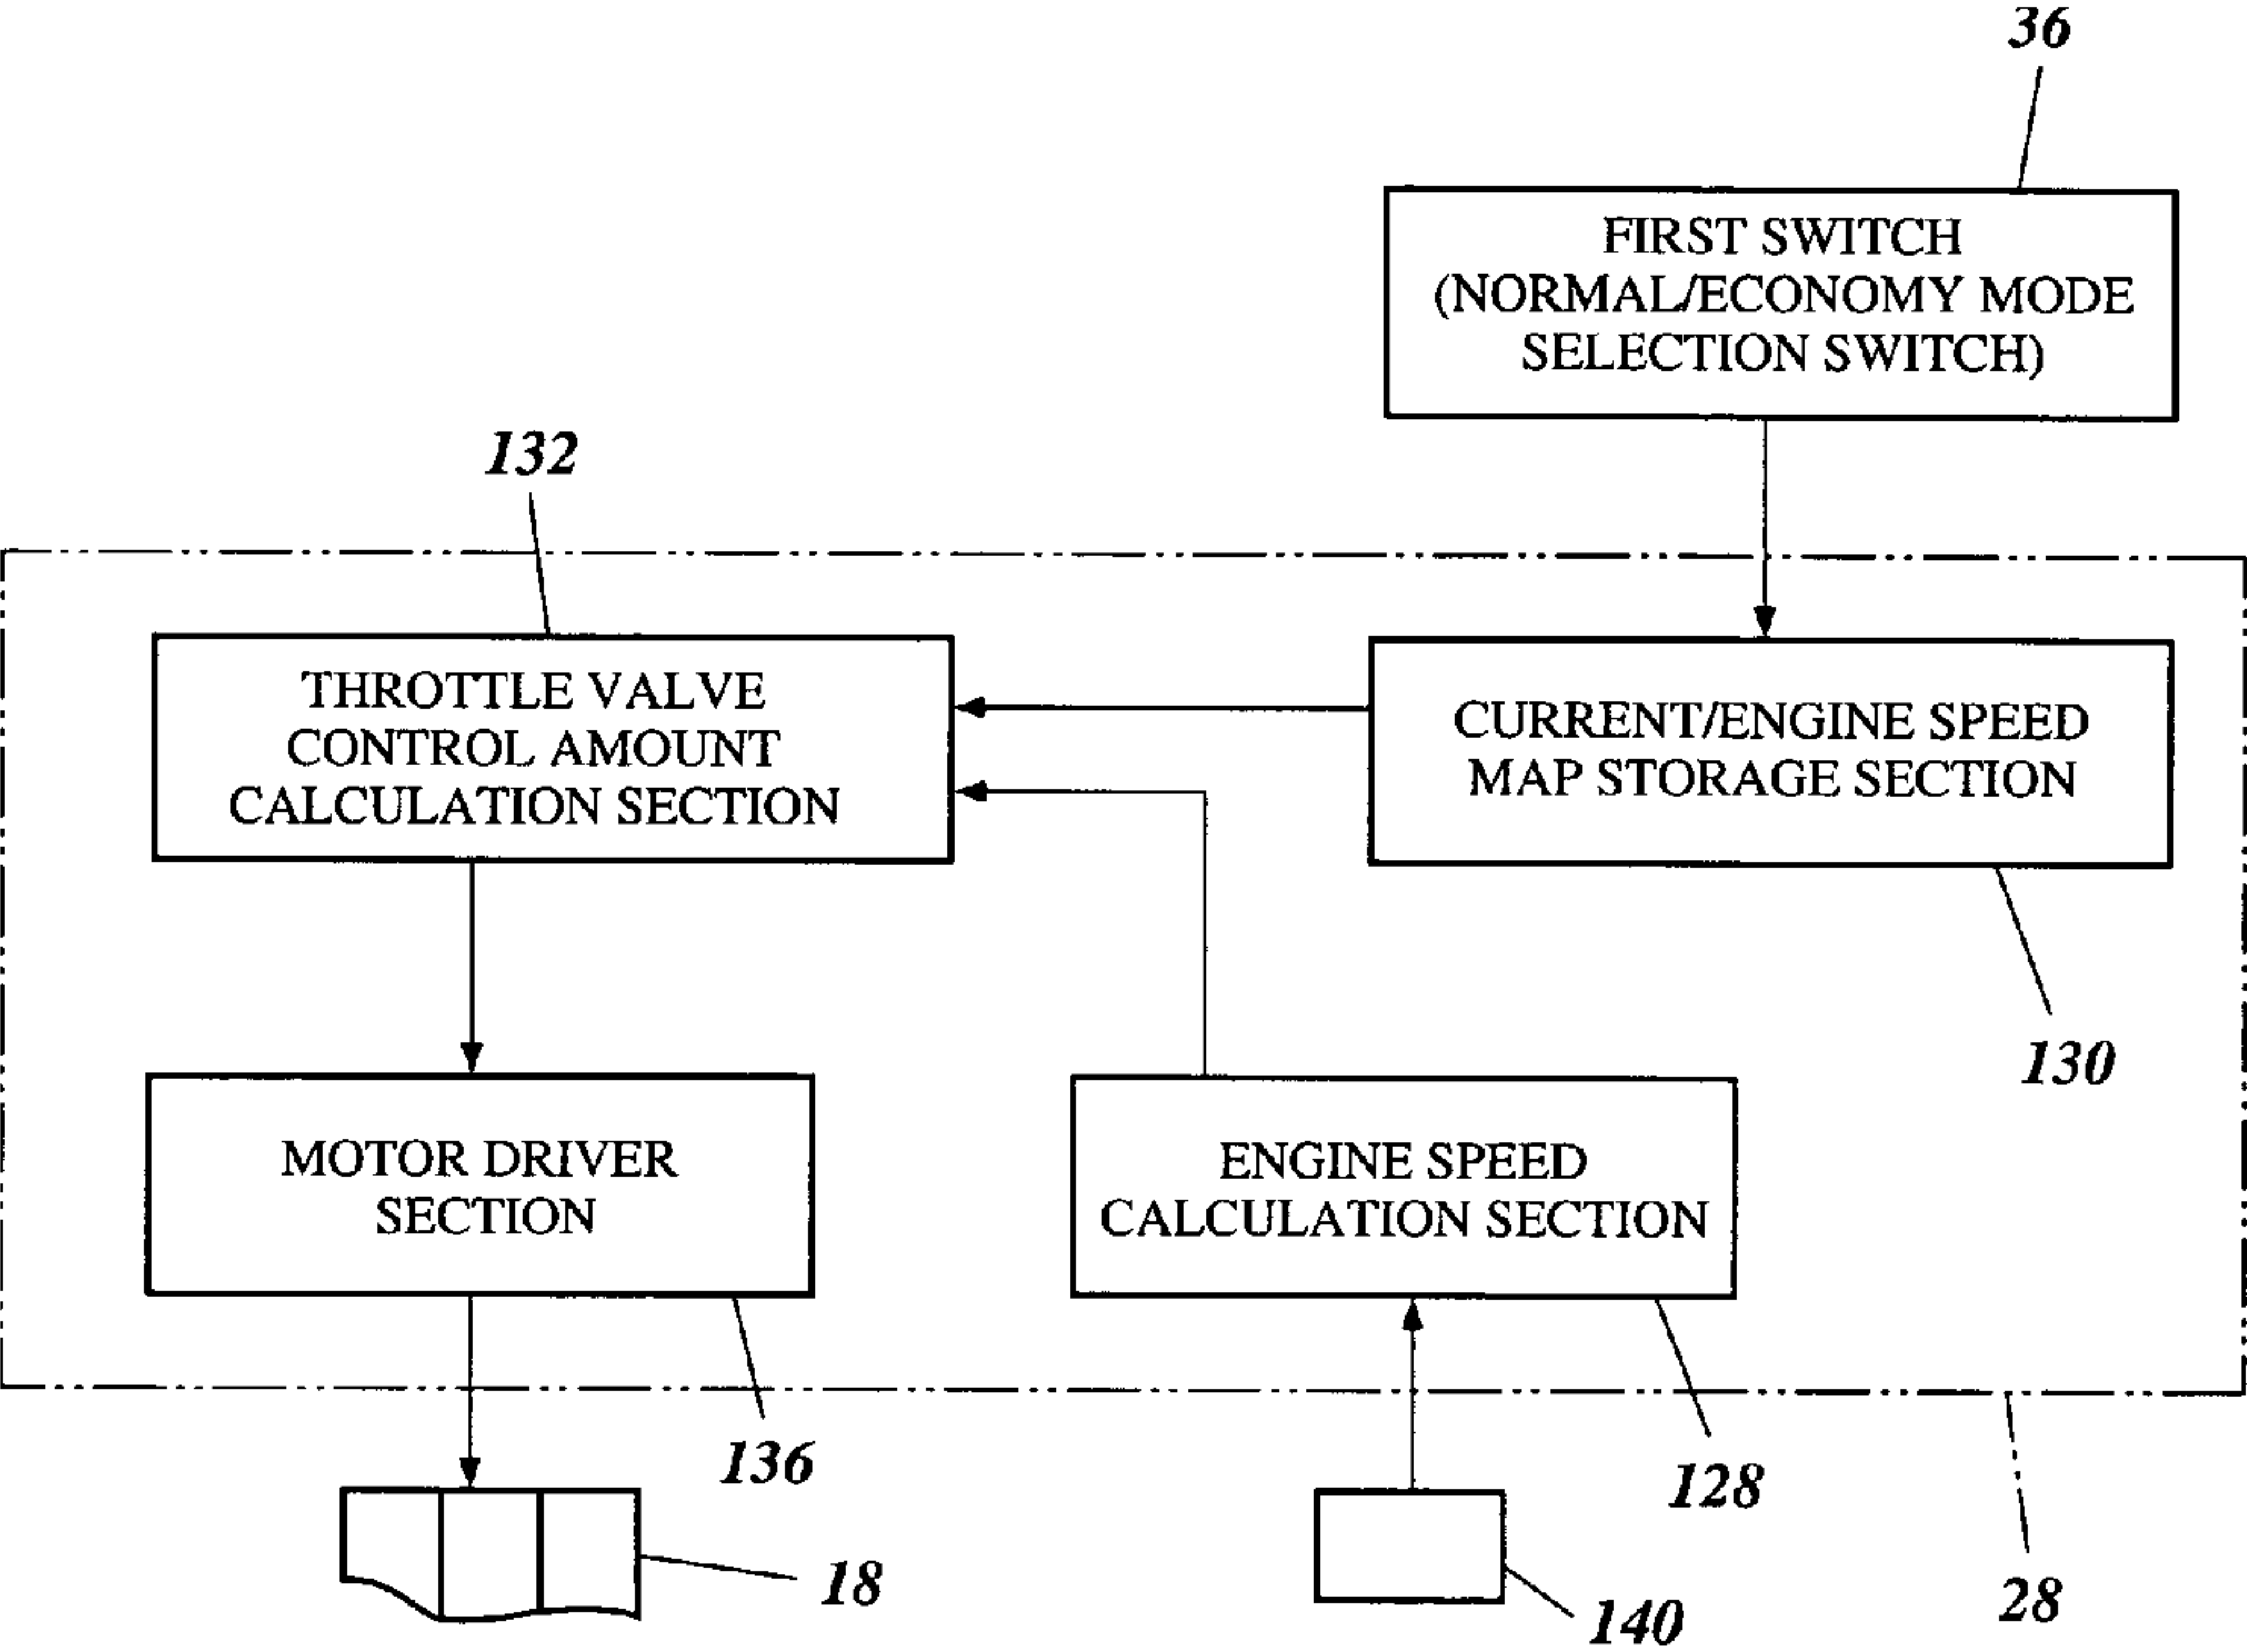 36
FIRST SWITCH
(NORMAL/ECONOMY MODE
SELECTION SWITCH)
132
THROTTLE VALVE
CONTROL AMOUNT
CALCULATION SECTION
CURRENT/ENGINE SPEED
MAP STORAGE SECTION
130
MOTOR DRIVER
SECTION
ENGINE SPEED
CALCULATION SECTION
136
128
18
140
28